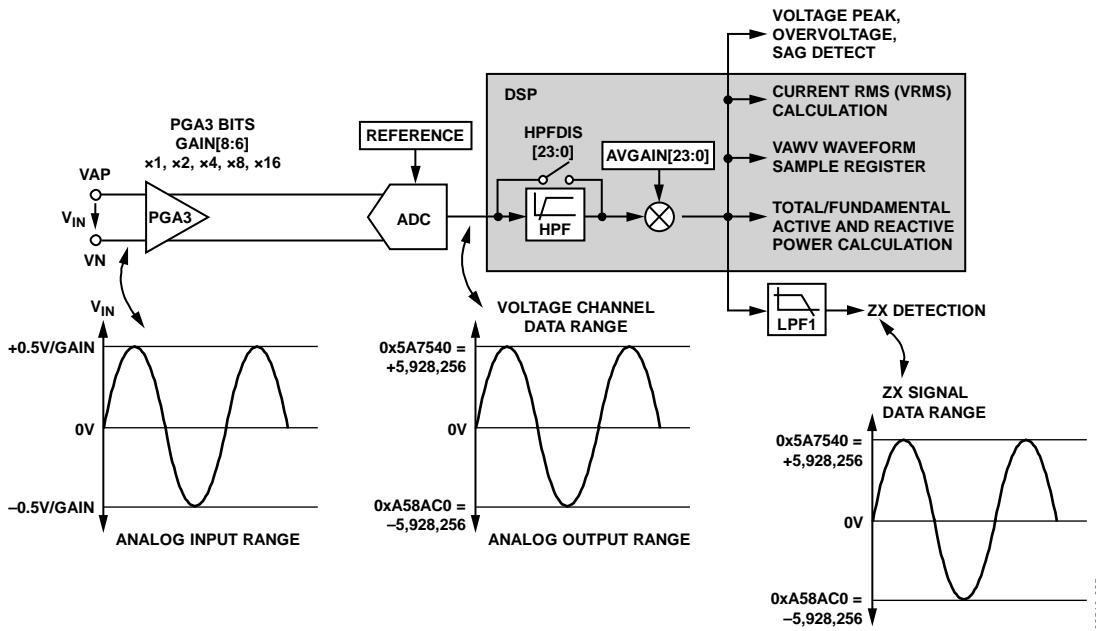 VOLTAGE PEAK,
OVERVOLTAGE,
SAG DETECT
DSP
CURRENT RMS (VRMS)
CALCULATION
PGA3 BITS
GAIN[8:6]
×1, ×2, ×4, ×8, ×16
REFERENCE
HPFDIS
[23:0]
AVGAIN[23:0]
VAWV WAVEFORM
SAMPLE REGISTER
VAP
VIN
PGA3
ADC
HPF
TOTAL/FUNDAMENTAL
ACTIVE AND REACTIVE
POWER CALCULATION
VN
VIN
VOLTAGE CHANNEL
DATA RANGE
LPF1
ZX DETECTION
+0.5V/GAIN
0V
–0.5V/GAIN
ANALOG INPUT RANGE
0x5A7540 =
+5,928,256
0V
0xA58AC0 =
–5,928,256
ANALOG OUTPUT RANGE
ZX SIGNAL
DATA RANGE
0x5A7540 =
+5,928,256
0V
0xA58AC0 =
–5,928,256